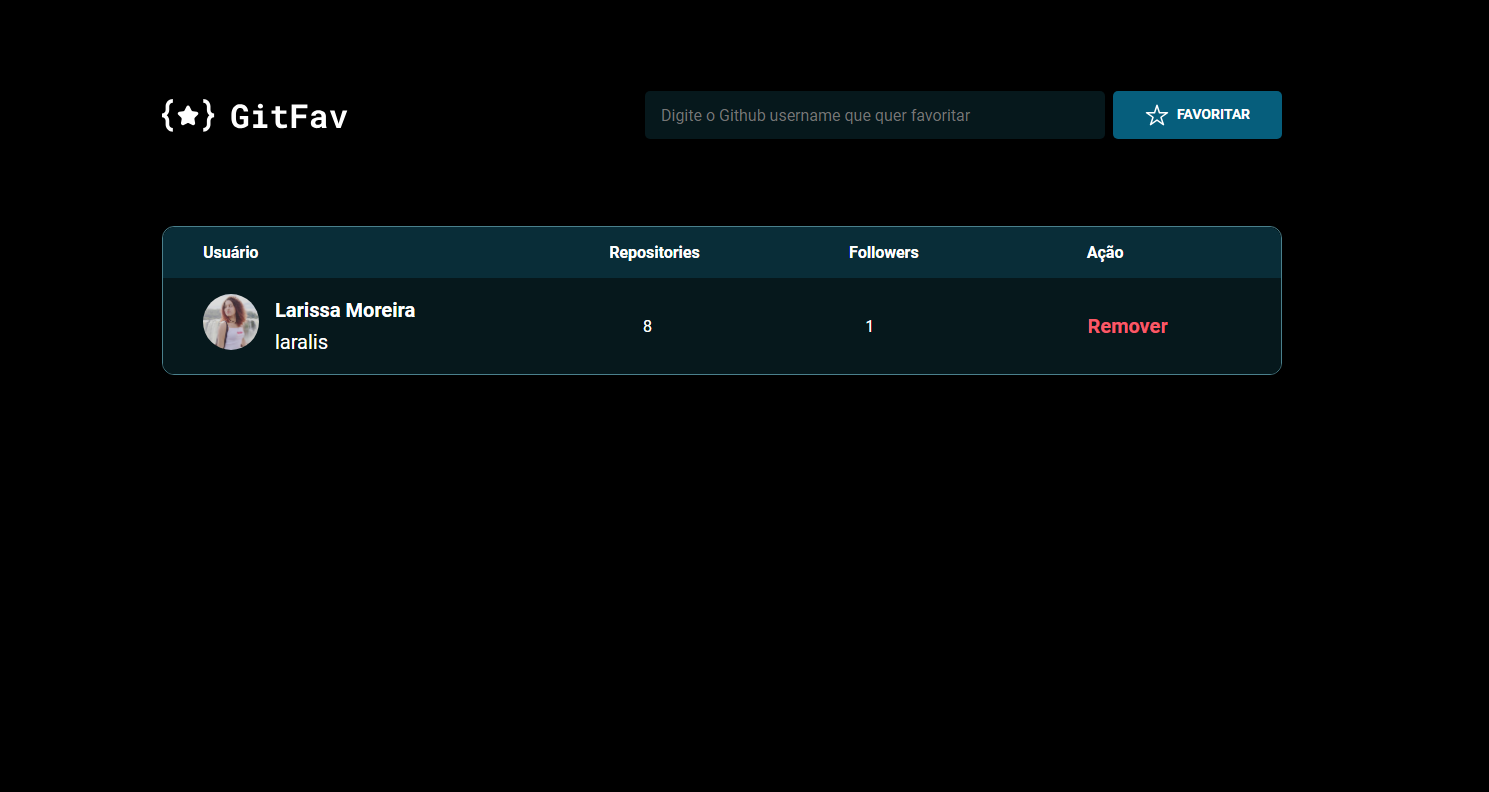 GitFav
Digite o Github username que quer favoritar
FAVORITAR
Usuário Repositories Followers Ação
Larissa Moreira
laralis
8 1 Remover